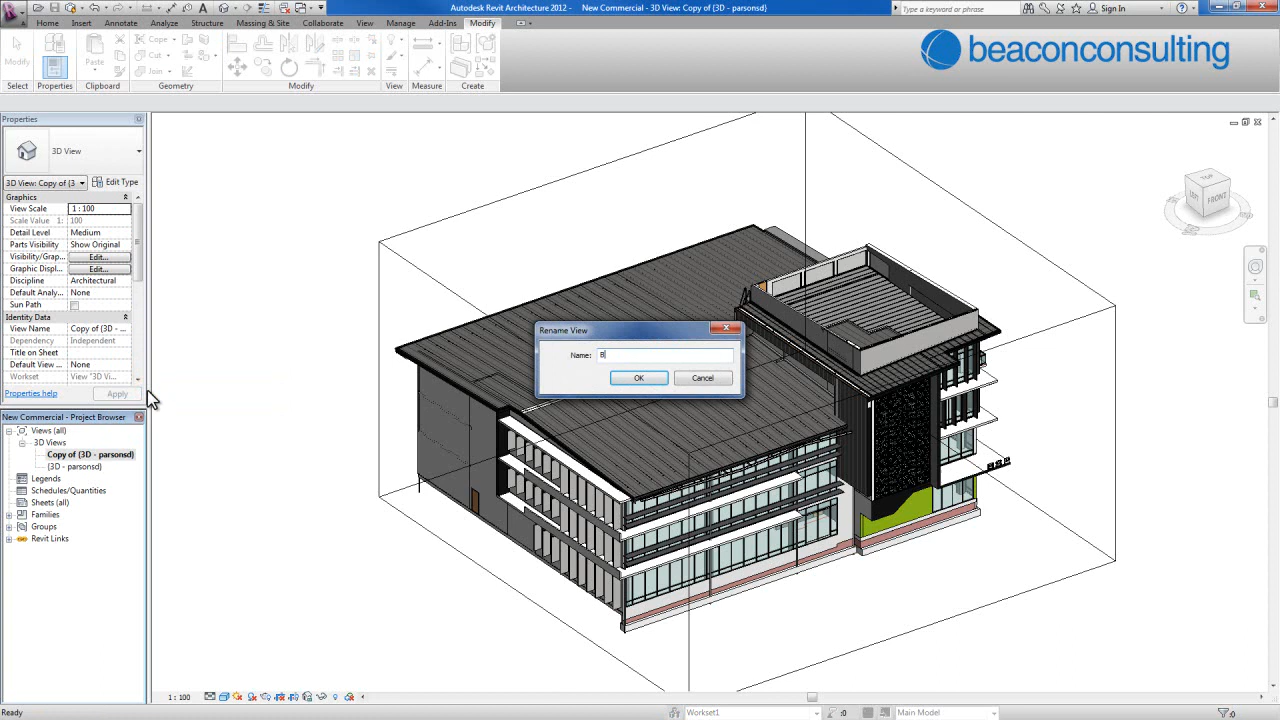 Autodesk Revit Architecture 2012 - New Commercial - 3D View: Copy of {3D - parsonsd}
Type a keyword or phrase
Sign In
Home Insert Annotate Analyze Structure Massing & Site Collaborate View Manage Add-Ins Modify
Modify
Paste
Cope
Cut
Join
Select Properties Clipboard Geometry Modify View Measure Create
beaconconsulting
Properties
3D View
3D View: Copy of {3 Edit Type
Graphics
View Scale 1 : 100
Scale Value 1: 100
Detail Level Medium
Parts Visibility Show Original
Visibility/Grap... Edit...
Graphic Displ... Edit...
Discipline Architectural
Default Analy... None
Sun Path
Identity Data
View Name Copy of {3D - ...
Dependency Independent
Title on Sheet
Default View ... None
Workset View "3D Vi...
Properties help Apply
New Commercial - Project Browser
Views (all)
3D Views
Copy of {3D - parsonsd}
{3D - parsonsd}
Legends
Schedules/Quantities
Sheets (all)
Families
Groups
Revit Links
Rename View
Name: B
OK Cancel
TOP
LEFT FRONT
1 : 100
Ready
Workset1
:0
Main Model
:0